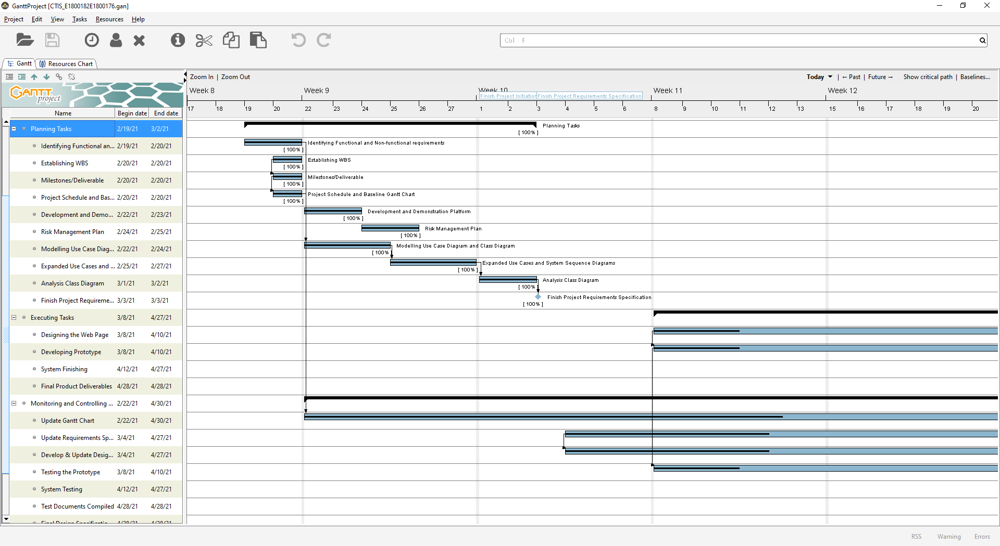 GanttProject [CTIS_E1800182E1800176.gan]
Project Edit View Tasks Resources Help
Ctrl F
Gantt Resources Chart
Zoom In | Zoom Out
Today | ← Past | Future → Show critical path | Baselines...
GANTT project
Week 8 Week 9 Week 10 Week 11 Week 12
Finish Project Initiation Finish Project Requirements Specification
17 18 19 20 22 23 24 25 26 27 1 2 3 4 5 6 8 9 10 11 12 13 15 16 17 18 19 20
Name Begin date End date
Planning Tasks 2/19/21 3/2/21 Planning Tasks
[ 100% ]
Identifying Functional an... 2/19/21 2/20/21 Identifying Functional and Non-functional requirements
[ 100% ]
Establishing WBS 2/20/21 2/20/21 Establishing WBS
[ 100% ]
Milestones/Deliverable 2/20/21 2/20/21 Milestones/Deliverable
[ 100% ]
Project Schedule and Bas... 2/20/21 2/20/21 Project Schedule and Baseline Gantt Chart
[ 100% ]
Development and Demo... 2/22/21 2/23/21 Development and Demonstration Platform
[ 100% ]
Risk Management Plan 2/24/21 2/25/21 Risk Management Plan
[ 100% ]
Modelling Use Case Diag... 2/22/21 2/24/21 Modelling Use Case Diagram and Class Diagram
[ 100% ]
Expanded Use Cases and ... 2/25/21 2/27/21 Expanded Use Cases and System Sequence Diagrams
[ 100% ]
Analysis Class Diagram 3/1/21 3/2/21 Analysis Class Diagram
[ 100% ]
Finish Project Requireme... 3/3/21 3/3/21 Finish Project Requirements Specification
[ 100% ]
Executing Tasks 3/8/21 4/27/21
Designing the Web Page 3/8/21 4/10/21
Developing Prototype 3/8/21 4/10/21
System Finishing 4/12/21 4/27/21
Final Product Deliverables 4/28/21 4/28/21
Monitoring and Controlling ... 2/22/21 4/30/21
Update Gantt Chart 2/22/21 4/30/21
Update Requirements Sp... 3/4/21 4/27/21
Develop & Update Desig... 3/4/21 4/27/21
Testing the Prototype 3/8/21 4/10/21
System Testing 4/12/21 4/27/21
Test Documents Compiled 4/28/21 4/28/21
Final Design Specificatio... 4/28/21 4/28/21
RSS Warning Errors